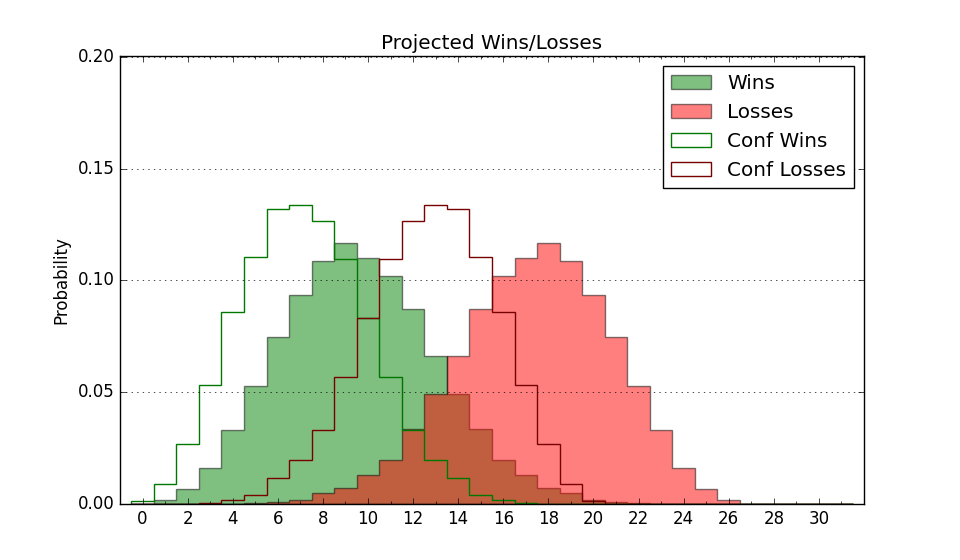 Projected Wins/Losses
0.20
0.15
0.10
0.05
0.00
Probability
Wins
Losses
Conf Wins
Conf Losses
0 2 4 6 8 10 12 14 16 18 20 22 24 26 28 30